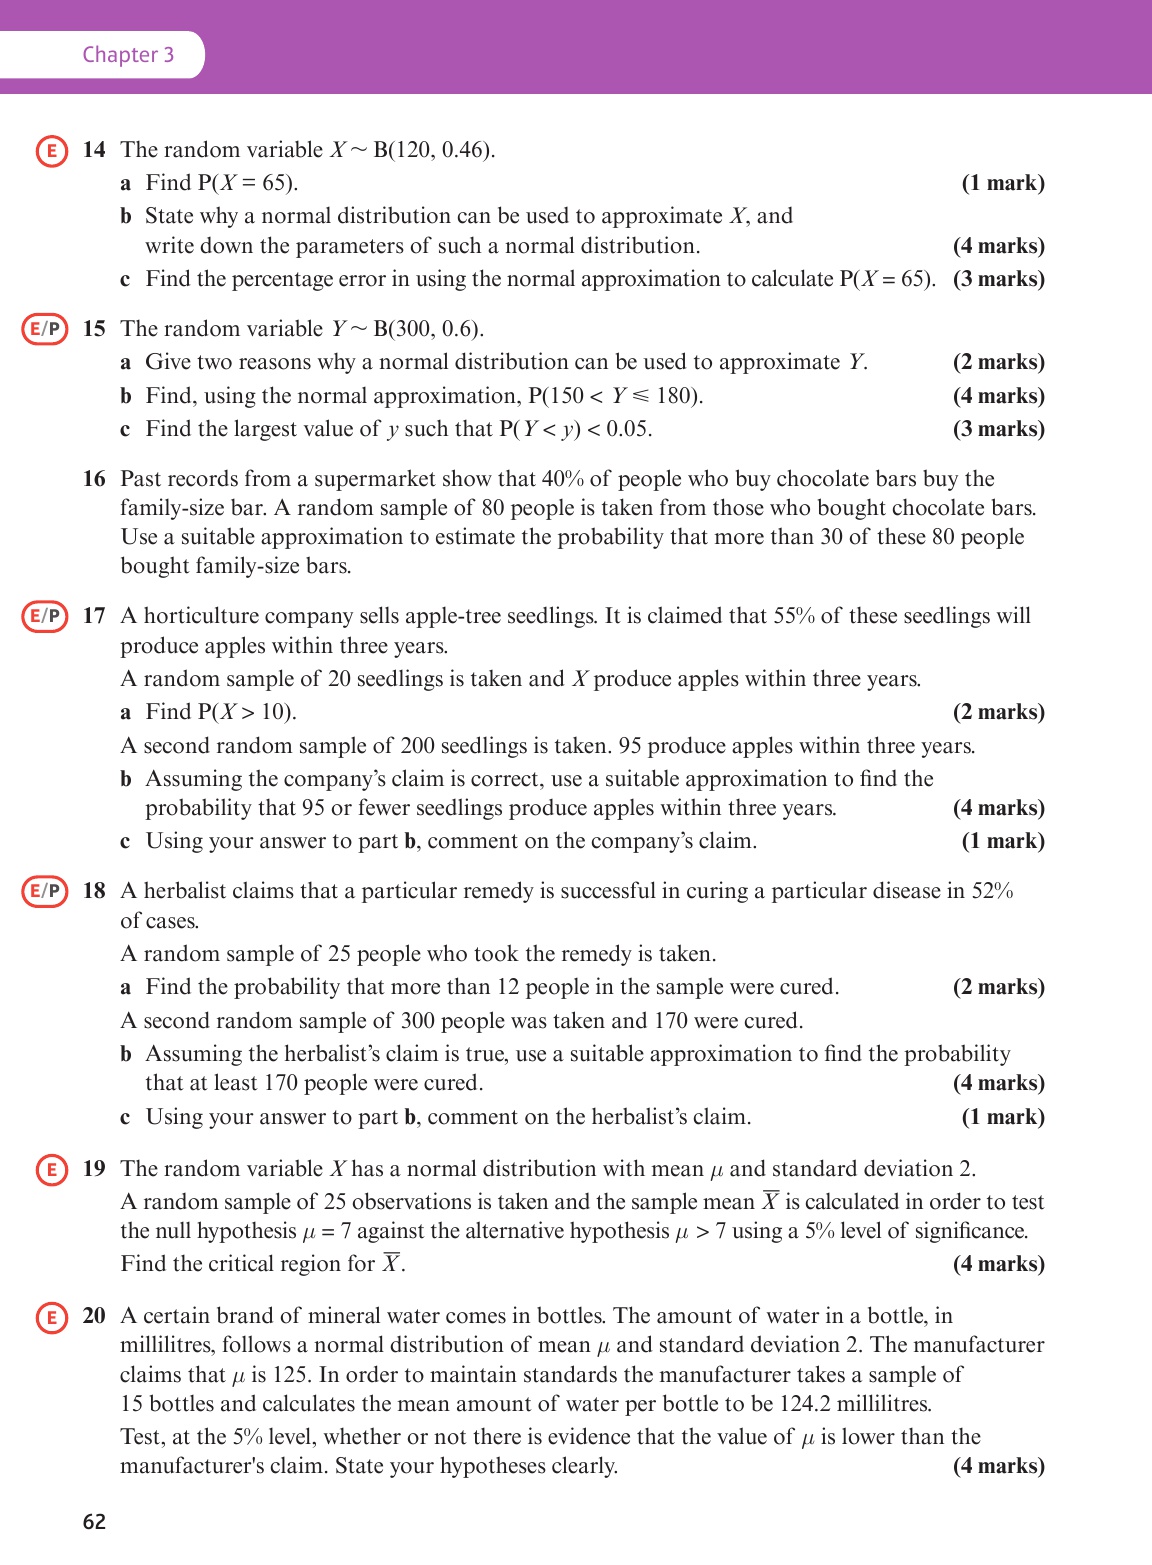 Chapter 3
E 14 The random variable X ~ B(120, 0.46).
a Find P(X = 65). (1 mark)
b State why a normal distribution can be used to approximate X, and
write down the parameters of such a normal distribution. (4 marks)
c Find the percentage error in using the normal approximation to calculate P(X = 65). (3 marks)
E/P 15 The random variable Y ~ B(300, 0.6).
a Give two reasons why a normal distribution can be used to approximate Y. (2 marks)
b Find, using the normal approximation, P(150 < Y ⩽ 180). (4 marks)
c Find the largest value of y such that P(Y < y) < 0.05. (3 marks)
16 Past records from a supermarket show that 40% of people who buy chocolate bars buy the
family-size bar. A random sample of 80 people is taken from those who bought chocolate bars.
Use a suitable approximation to estimate the probability that more than 30 of these 80 people
bought family-size bars.
E/P 17 A horticulture company sells apple-tree seedlings. It is claimed that 55% of these seedlings will
produce apples within three years.
A random sample of 20 seedlings is taken and X produce apples within three years.
a Find P(X > 10). (2 marks)
A second random sample of 200 seedlings is taken. 95 produce apples within three years.
b Assuming the company's claim is correct, use a suitable approximation to find the
probability that 95 or fewer seedlings produce apples within three years. (4 marks)
c Using your answer to part b, comment on the company's claim. (1 mark)
E/P 18 A herbalist claims that a particular remedy is successful in curing a particular disease in 52%
of cases.
A random sample of 25 people who took the remedy is taken.
a Find the probability that more than 12 people in the sample were cured. (2 marks)
A second random sample of 300 people was taken and 170 were cured.
b Assuming the herbalist's claim is true, use a suitable approximation to find the probability
that at least 170 people were cured. (4 marks)
c Using your answer to part b, comment on the herbalist's claim. (1 mark)
E 19 The random variable X has a normal distribution with mean μ and standard deviation 2.
A random sample of 25 observations is taken and the sample mean X̅ is calculated in order to test
the null hypothesis μ = 7 against the alternative hypothesis μ > 7 using a 5% level of significance.
Find the critical region for X̅. (4 marks)
E 20 A certain brand of mineral water comes in bottles. The amount of water in a bottle, in
millilitres, follows a normal distribution of mean μ and standard deviation 2. The manufacturer
claims that μ is 125. In order to maintain standards the manufacturer takes a sample of
15 bottles and calculates the mean amount of water per bottle to be 124.2 millilitres.
Test, at the 5% level, whether or not there is evidence that the value of μ is lower than the
manufacturer's claim. State your hypotheses clearly. (4 marks)
62